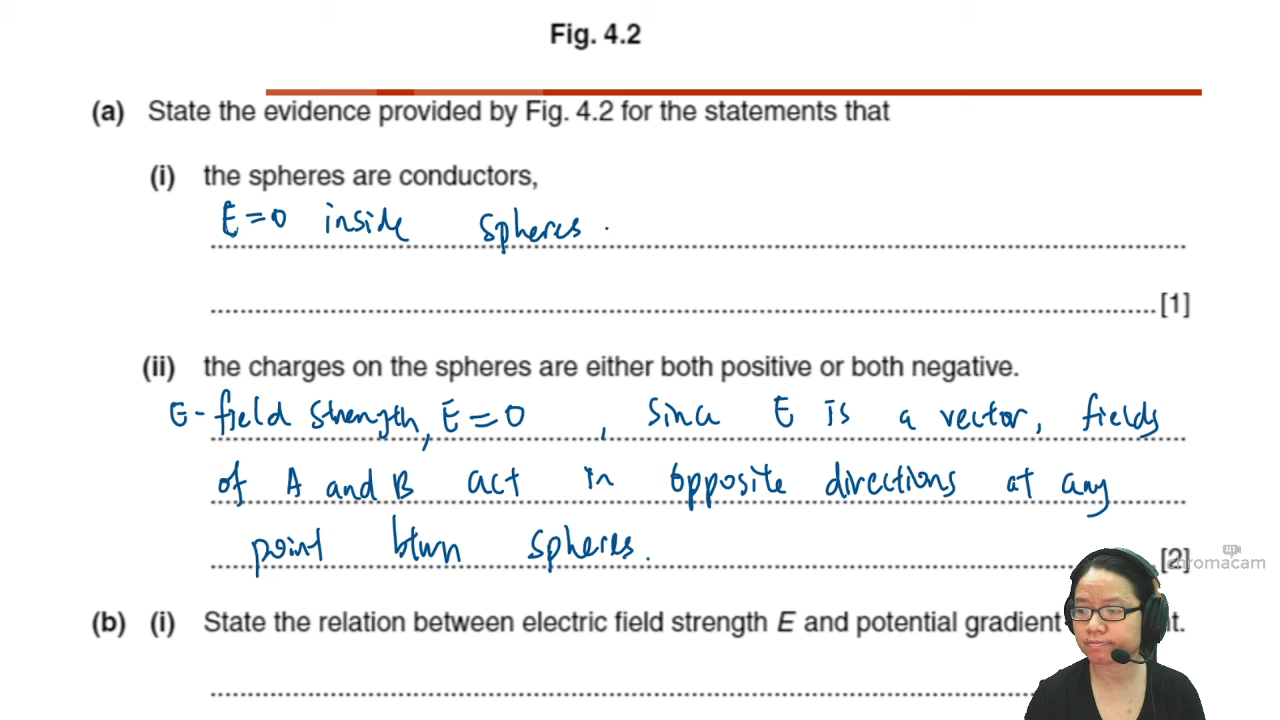 Fig. 4.2
(a) State the evidence provided by Fig. 4.2 for the statements that
(i) the spheres are conductors,
E=0 inside spheres.
[1]
(ii) the charges on the spheres are either both positive or both negative.
E-field strength, E=0, since E is a vector, fields
of A and B act in opposite directions at any
point btwn spheres.
[2]
chromacam
(b) (i) State the relation between electric field strength E and potential gradient t.